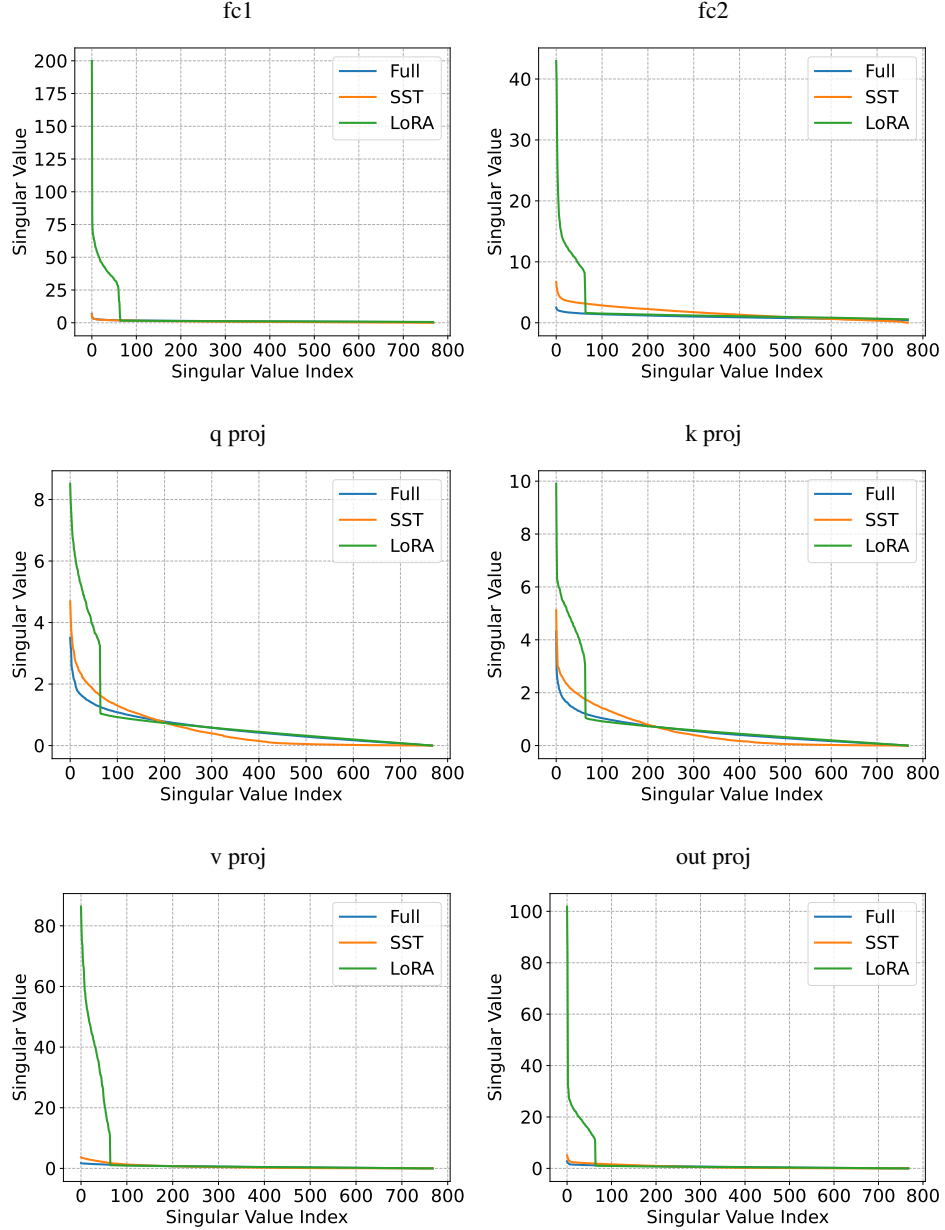 fc1
200
175
150
125
100
75
50
25
0
Singular Value
0 100 200 300 400 500 600 700 800
Singular Value Index
Full
SST
LoRA
fc2
40
30
20
10
0
Singular Value
0 100 200 300 400 500 600 700 800
Singular Value Index
Full
SST
LoRA
q proj
8
6
4
2
0
Singular Value
0 100 200 300 400 500 600 700 800
Singular Value Index
Full
SST
LoRA
k proj
10
8
6
4
2
0
Singular Value
0 100 200 300 400 500 600 700 800
Singular Value Index
Full
SST
LoRA
v proj
80
60
40
20
0
Singular Value
0 100 200 300 400 500 600 700 800
Singular Value Index
Full
SST
LoRA
out proj
100
80
60
40
20
0
Singular Value
0 100 200 300 400 500 600 700 800
Singular Value Index
Full
SST
LoRA